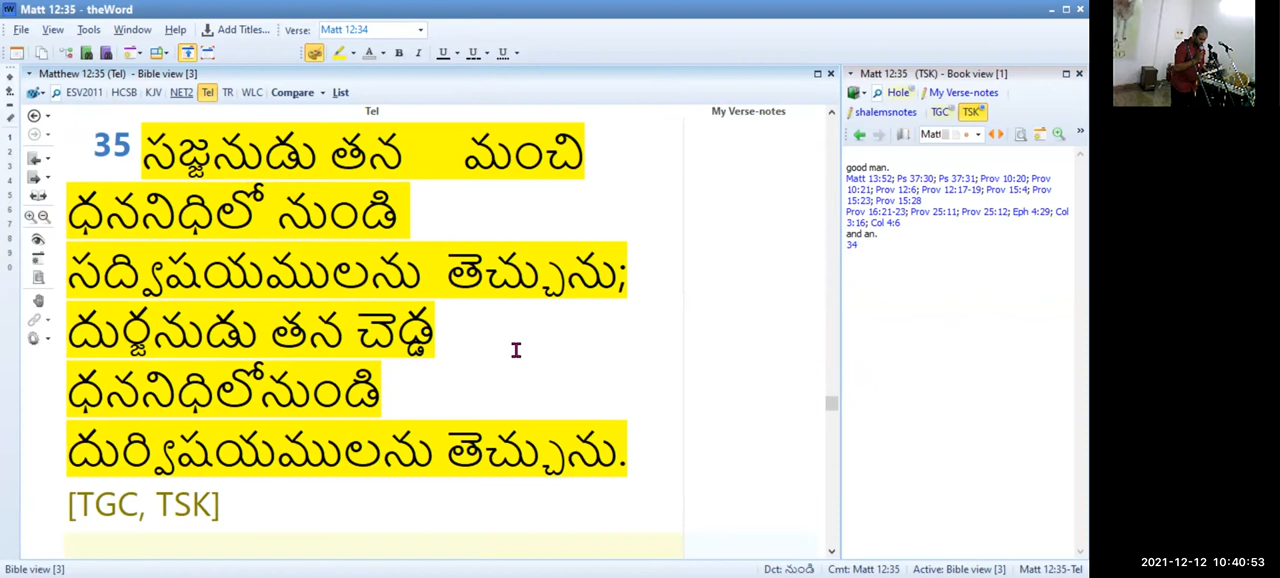 Matt 12:35 - theWord
File View Tools Window Help Add Titles... Verse: Matt 12:34
Matthew 12:35 (Tel) - Bible view [3]
ESV2011 HCSB KJV NET2 Tel TR WLC Compare List
Tel My Verse-notes
35 సజ్జనుడు తన మంచి
ధననిధిలో నుండి
సద్విషయములను తెచ్చును;
దుర్జనుడు తన చెడ్డ
ధననిధిలోనుండి
దుర్విషయములను తెచ్చును.
[TGC, TSK]
Matt 12:35 (TSK) - Book view [1]
Hole My Verse-notes
shalemsnotes TGC TSK
good man.
Matt 13:52; Ps 37:30; Ps 37:31; Prov 10:20; Prov
10:21; Prov 12:6; Prov 12:17-19; Prov 15:4; Prov
15:23; Prov 15:28
Prov 16:21-23; Prov 25:11; Prov 25:12; Eph 4:29; Col
3:16; Col 4:6
and an.
34
Bible view [3] Dct: నుండి Cmt: Matt 12:35 Active: Bible view [3] Matt 12:35-Tel
2021-12-12 10:40:53